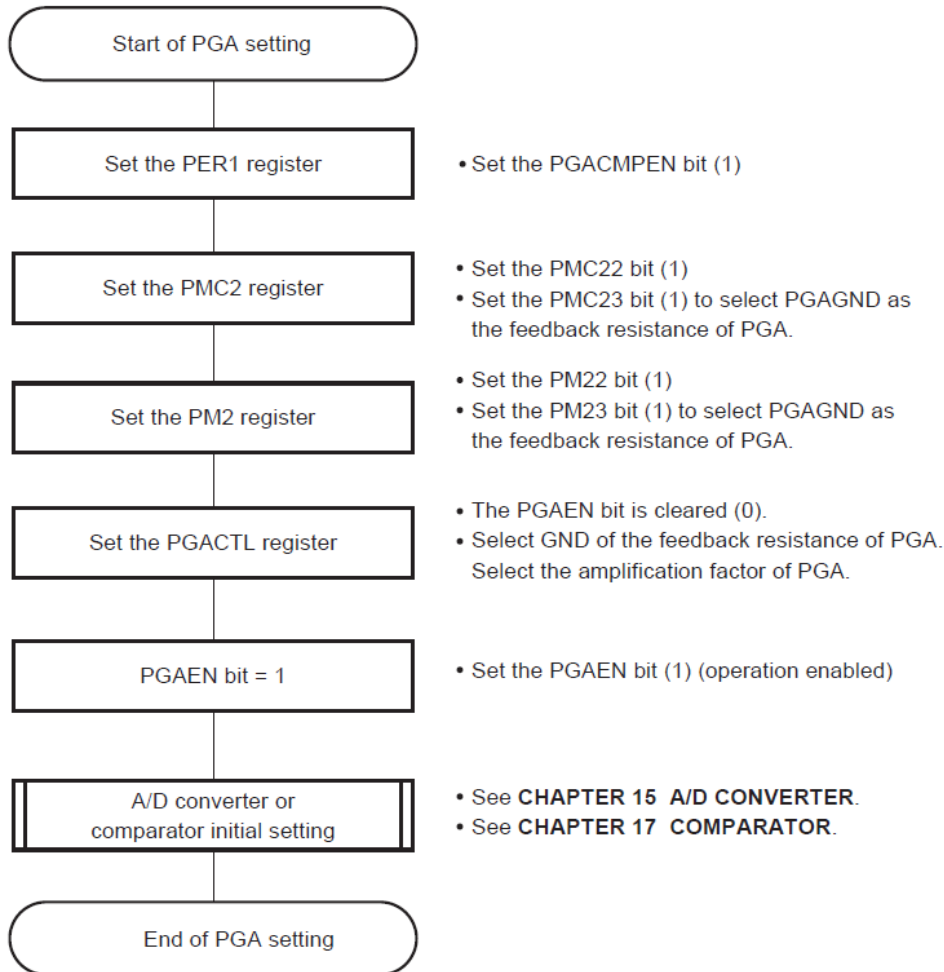 Start of PGA setting
Set the PER1 register
• Set the PGACMPEN bit (1)
Set the PMC2 register
• Set the PMC22 bit (1)
• Set the PMC23 bit (1) to select PGAGND as
the feedback resistance of PGA.
Set the PM2 register
• Set the PM22 bit (1)
• Set the PM23 bit (1) to select PGAGND as
the feedback resistance of PGA.
Set the PGACTL register
• The PGAEN bit is cleared (0).
• Select GND of the feedback resistance of PGA.
Select the amplification factor of PGA.
PGAEN bit = 1
• Set the PGAEN bit (1) (operation enabled)
A/D converter or
comparator initial setting
• See CHAPTER 15 A/D CONVERTER.
• See CHAPTER 17 COMPARATOR.
End of PGA setting